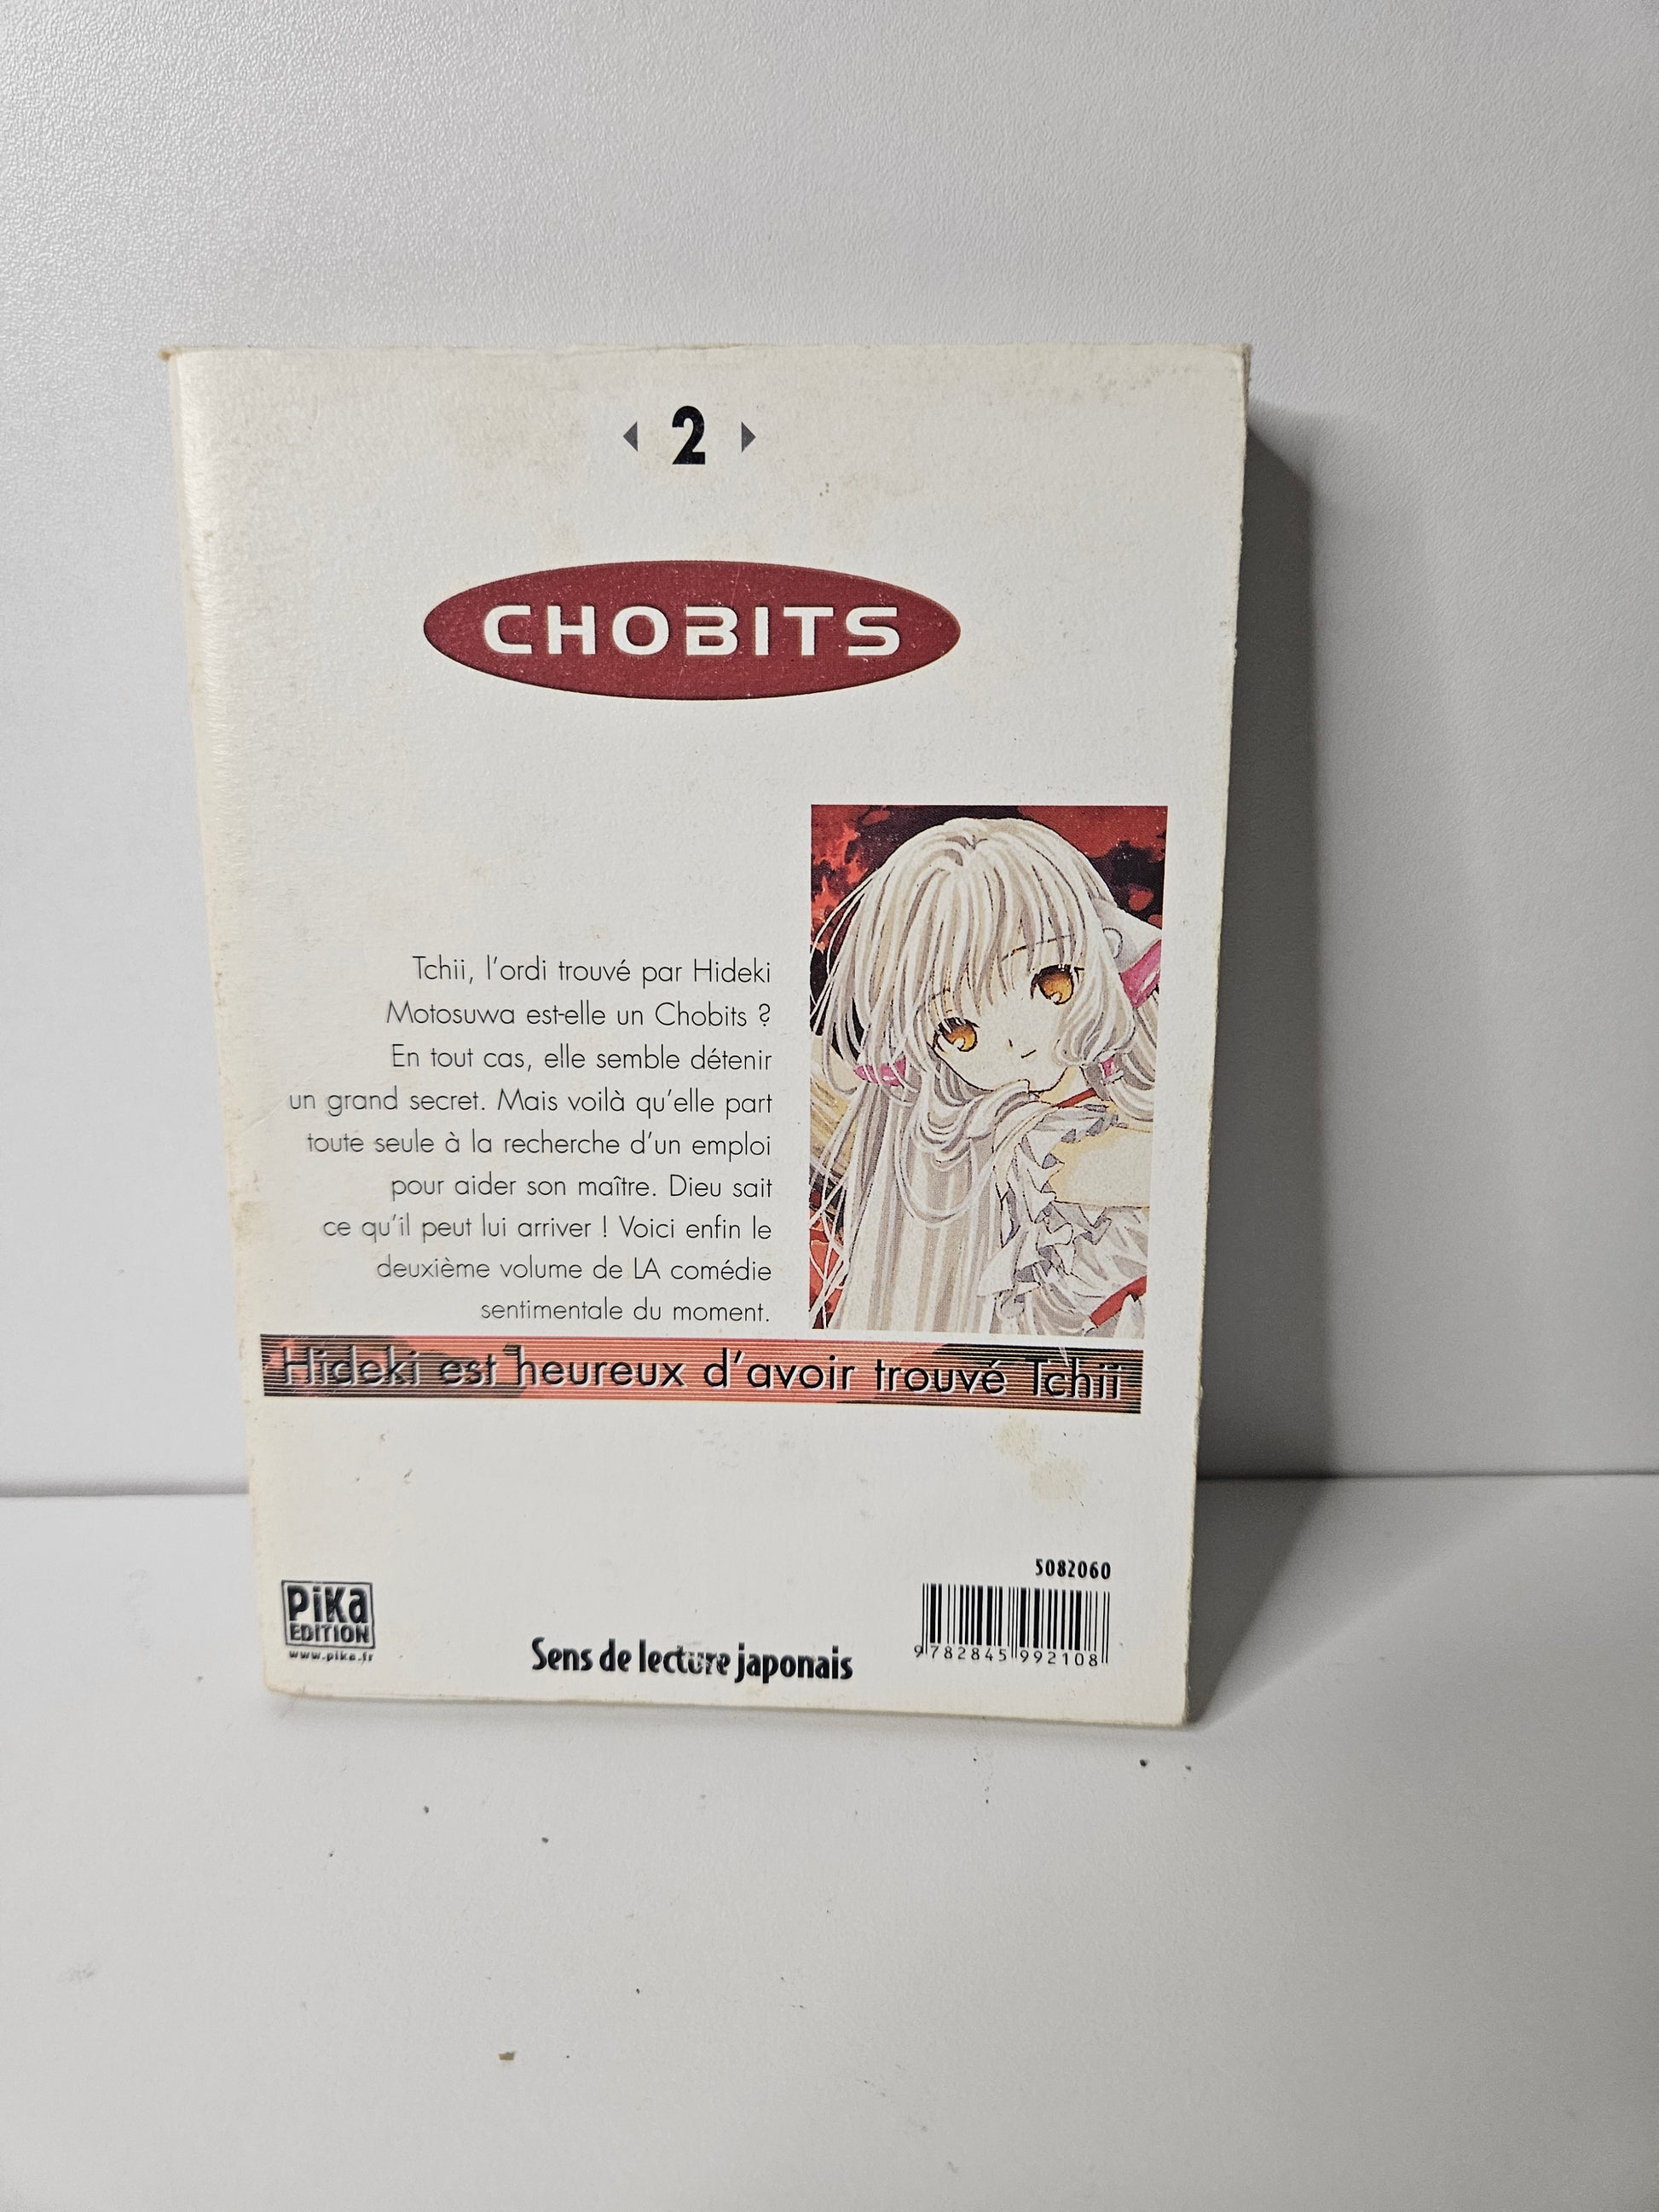 2
CHOBITS
Tchii, l'ordi trouvé par Hideki
Motosuwa est-elle un Chobits ?
En tout cas, elle semble détenir
un grand secret. Mais voilà qu'elle part
toute seule à la recherche d'un emploi
pour aider son maître. Dieu sait
ce qu'il peut lui arriver ! Voici enfin le
deuxième volume de LA comédie
sentimentale du moment.
Hideki est heureux d'avoir trouvé Tchii
5082060
9782845992108
PiKa
EDITION
www.pika.fr
Sens de lecture japonais